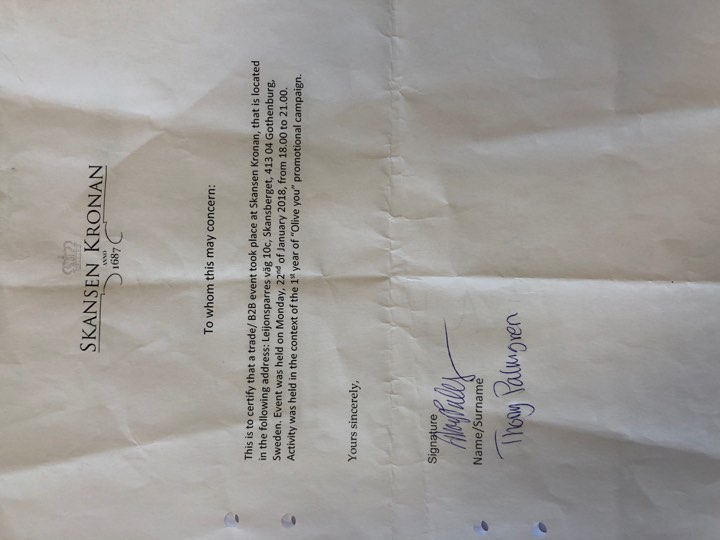 SKANSEN KRONAN
ANNO
1687
To whom this may concern:
This is to certify that a trade/ B2B event took place at Skansen Kronan, that is located
in the following address: Leijonsparres väg 10c, Skansberget, 413 04 Gothenburg,
Sweden. Event was held on Monday, 22nd of January 2018, from 18.00 to 21.00.
Activity was held in the context of the 1st year of "Olive you" promotional campaign.
Yours sincerely,
Signature
Name/Surname
Thony Palmgren